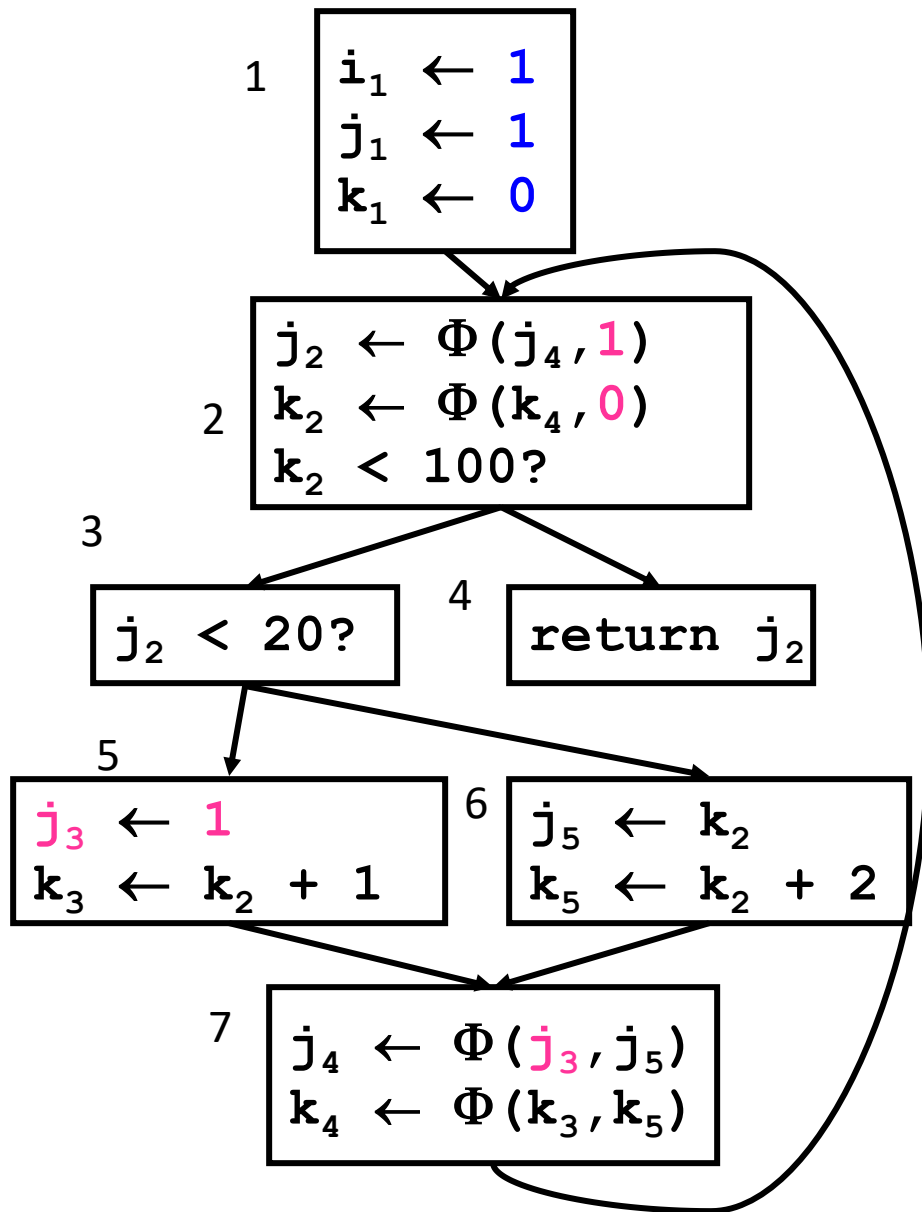 1
i₁ ← 1
j₁ ← 1
k₁ ← 0
2
j₂ ← Φ(j₄,1)
k₂ ← Φ(k₄,0)
k₂ < 100?
3
j₂ < 20?
4
return j₂
5
j₃ ← 1
k₃ ← k₂ + 1
6
j₅ ← k₂
k₅ ← k₂ + 2
7
j₄ ← Φ(j₃,j₅)
k₄ ← Φ(k₃,k₅)